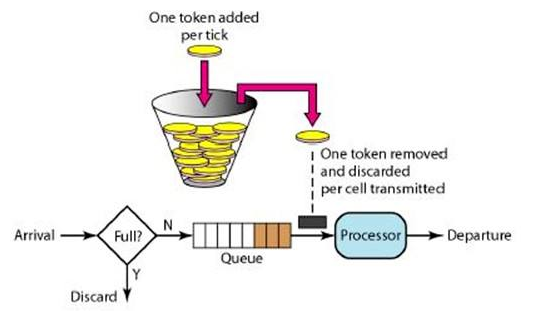 One token added
per tick
One token removed
and discarded
per cell transmitted
Arrival
Full?
N
Y
Discard
Queue
Processor
Departure